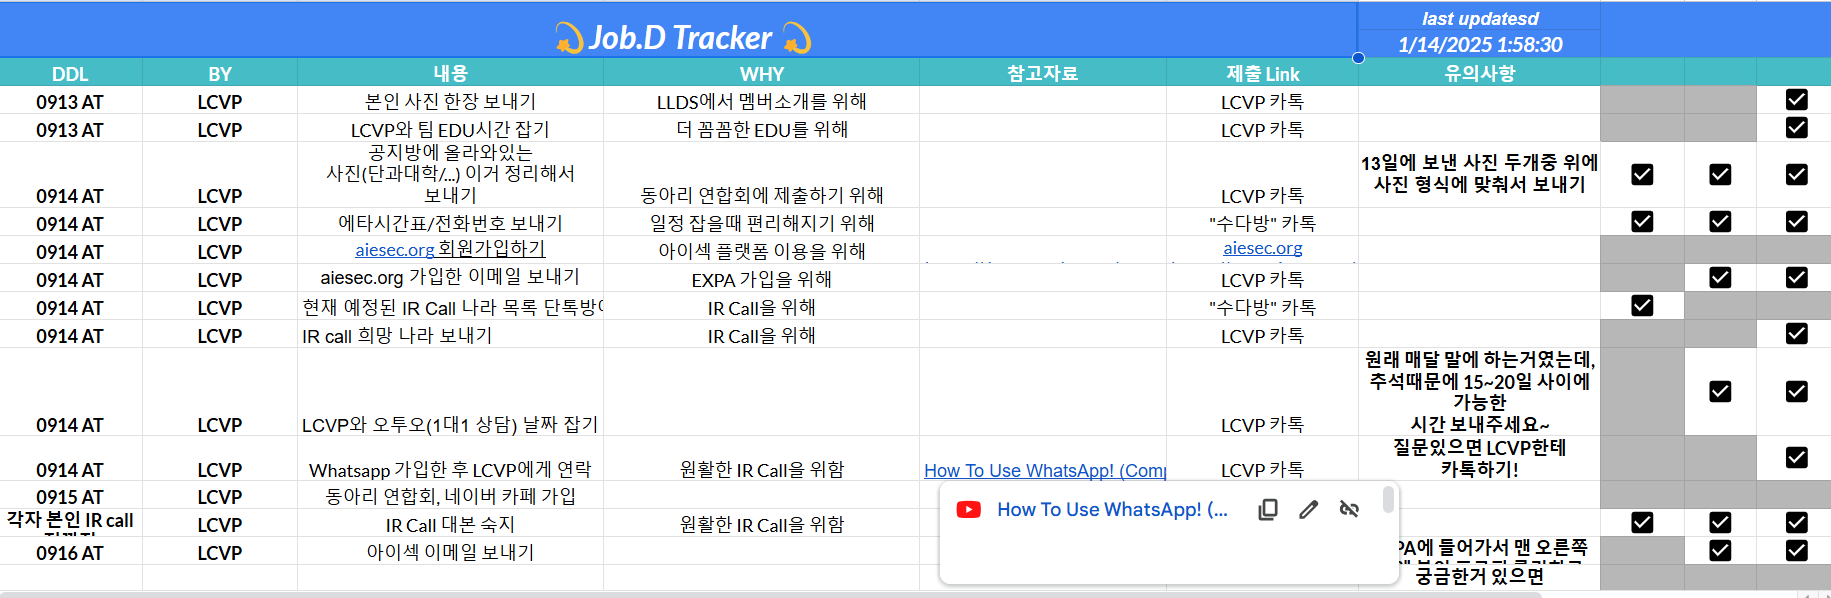 Job.D Tracker
last updatesd
1/14/2025 1:58:30
DDL BY 내용 WHY 참고자료 제출 Link 유의사항
0913 AT LCVP 본인 사진 한장 보내기 LLDS에서 멤버소개를 위해 LCVP 카톡
0913 AT LCVP LCVP와 팀 EDU시간 잡기 더 꼼꼼한 EDU를 위해 LCVP 카톡
공지방에 올라와있는
사진(단과대학/...) 이거 정리해서
보내기
0914 AT LCVP 동아리 연합회에 제출하기 위해 LCVP 카톡
13일에 보낸 사진 두개중 위에
사진 형식에 맞춰서 보내기
0914 AT LCVP 에타시간표/전화번호 보내기 일정 잡을때 편리해지기 위해 "수다방" 카톡
0914 AT LCVP aiesec.org 회원가입하기 아이섹 플랫폼 이용을 위해 aiesec.org
0914 AT LCVP aiesec.org 가입한 이메일 보내기 EXPA 가입을 위해 LCVP 카톡
0914 AT LCVP 현재 예정된 IR Call 나라 목록 IR Call을 위해 "수다방" 카톡
0914 AT LCVP IR call 희망 나라 보내기 IR Call을 위해 LCVP 카톡
0914 AT LCVP LCVP와 오투오(1대1 상담) 날짜 잡기 LCVP 카톡
원래 매달 말에 하는거였는데,
추석때문에 15~20일 사이에
가능한
시간 보내주세요~
0914 AT LCVP Whatsapp 가입한 후 LCVP에게 연락 원활한 IR Call을 위함 How To Use WhatsApp! (Comp LCVP 카톡
질문있으면 LCVP한테
카톡하기!
0915 AT LCVP 동아리 연합회, 네이버 카페 가입
How To Use WhatsApp! (...
각자 본인 IR call
LCVP IR Call 대본 숙지 원활한 IR Call을 위함
0916 AT LCVP 아이섹 이메일 보내기
PA에 들어가서 맨 오른쪽
궁금한거 있으면